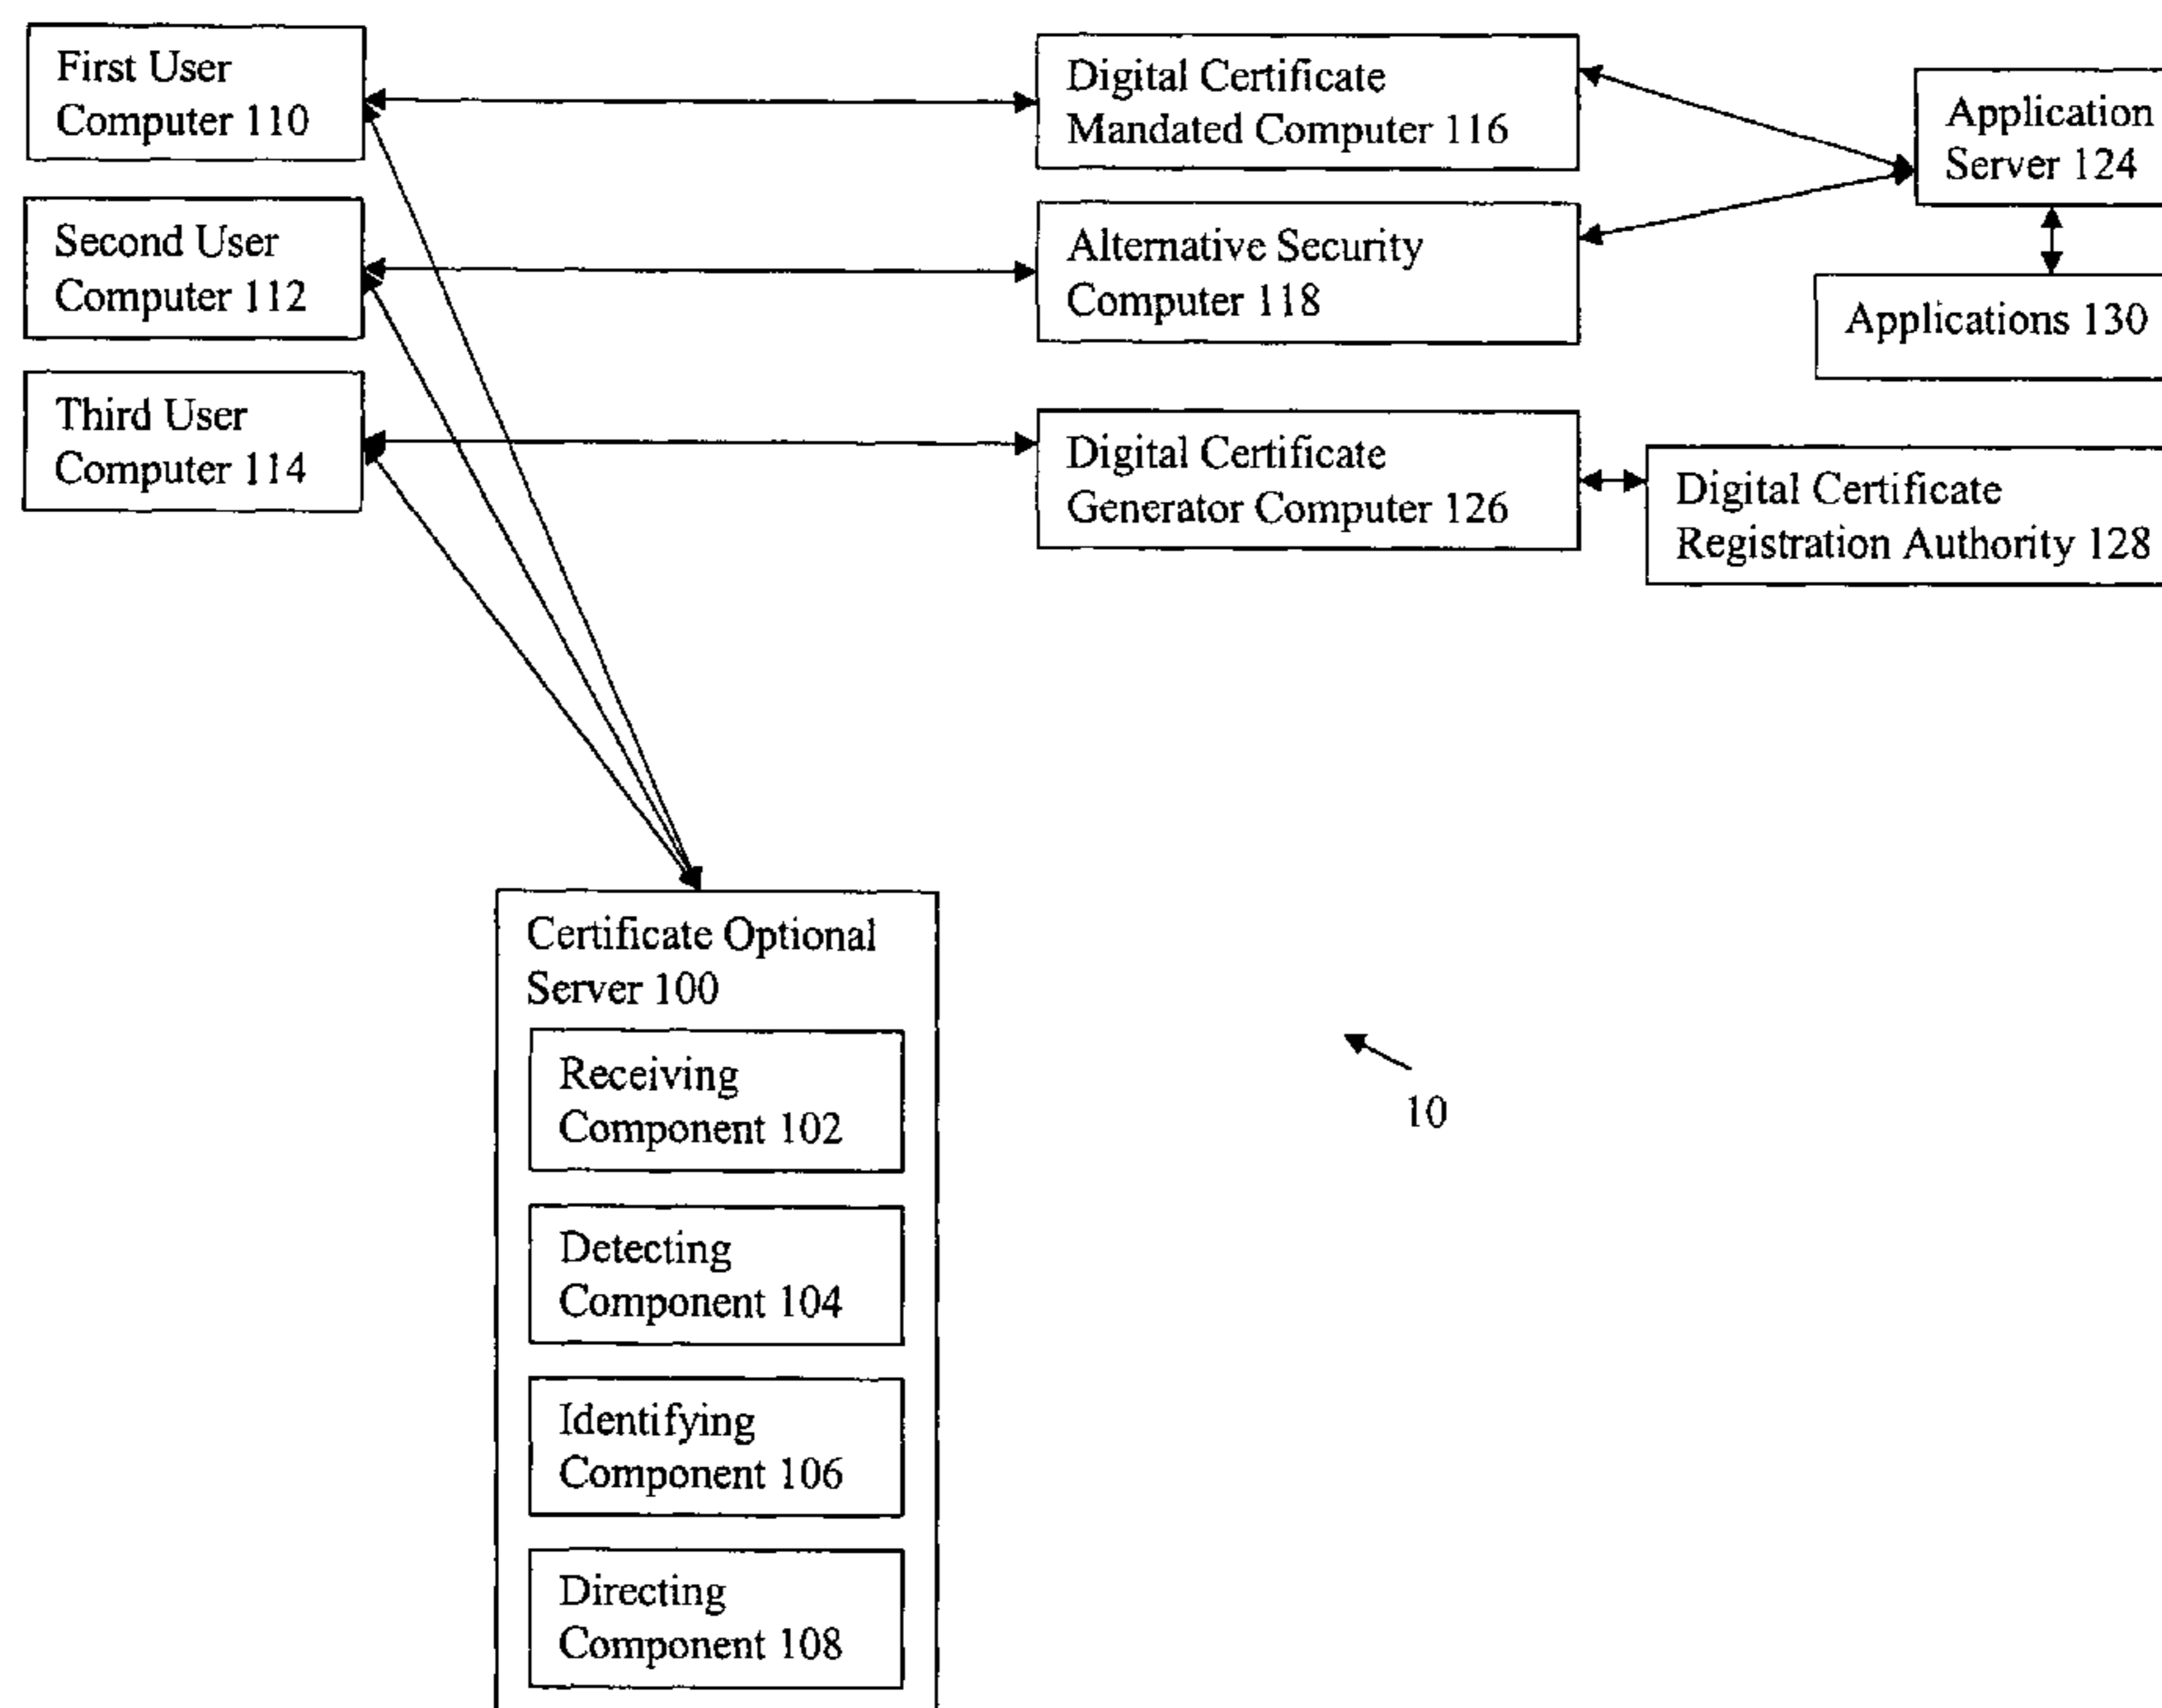 First User
Computer 110
Digital Certificate
Mandated Computer 116
Application
Server 124
Second User
Computer 112
Alternative Security
Computer 118
Applications 130
Third User
Computer 114
Digital Certificate
Generator Computer 126
Digital Certificate
Registration Authority 128
Certificate Optional
Server 100
Receiving
Component 102
10
Detecting
Component 104
Identifying
Component 106
Directing
Component 108